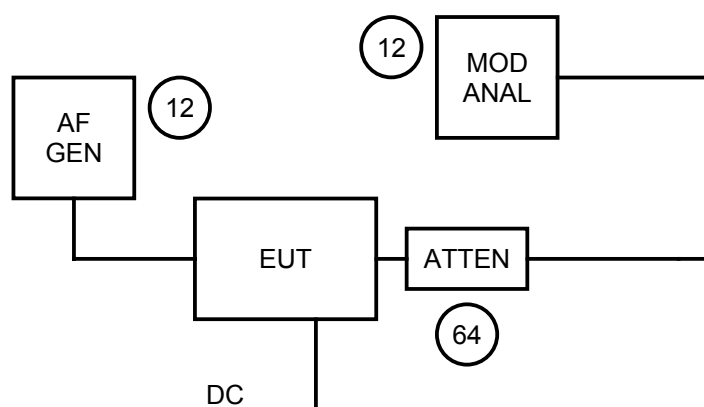 12
MOD
ANAL
AF
GEN
12
EUT
ATTEN
64
DC